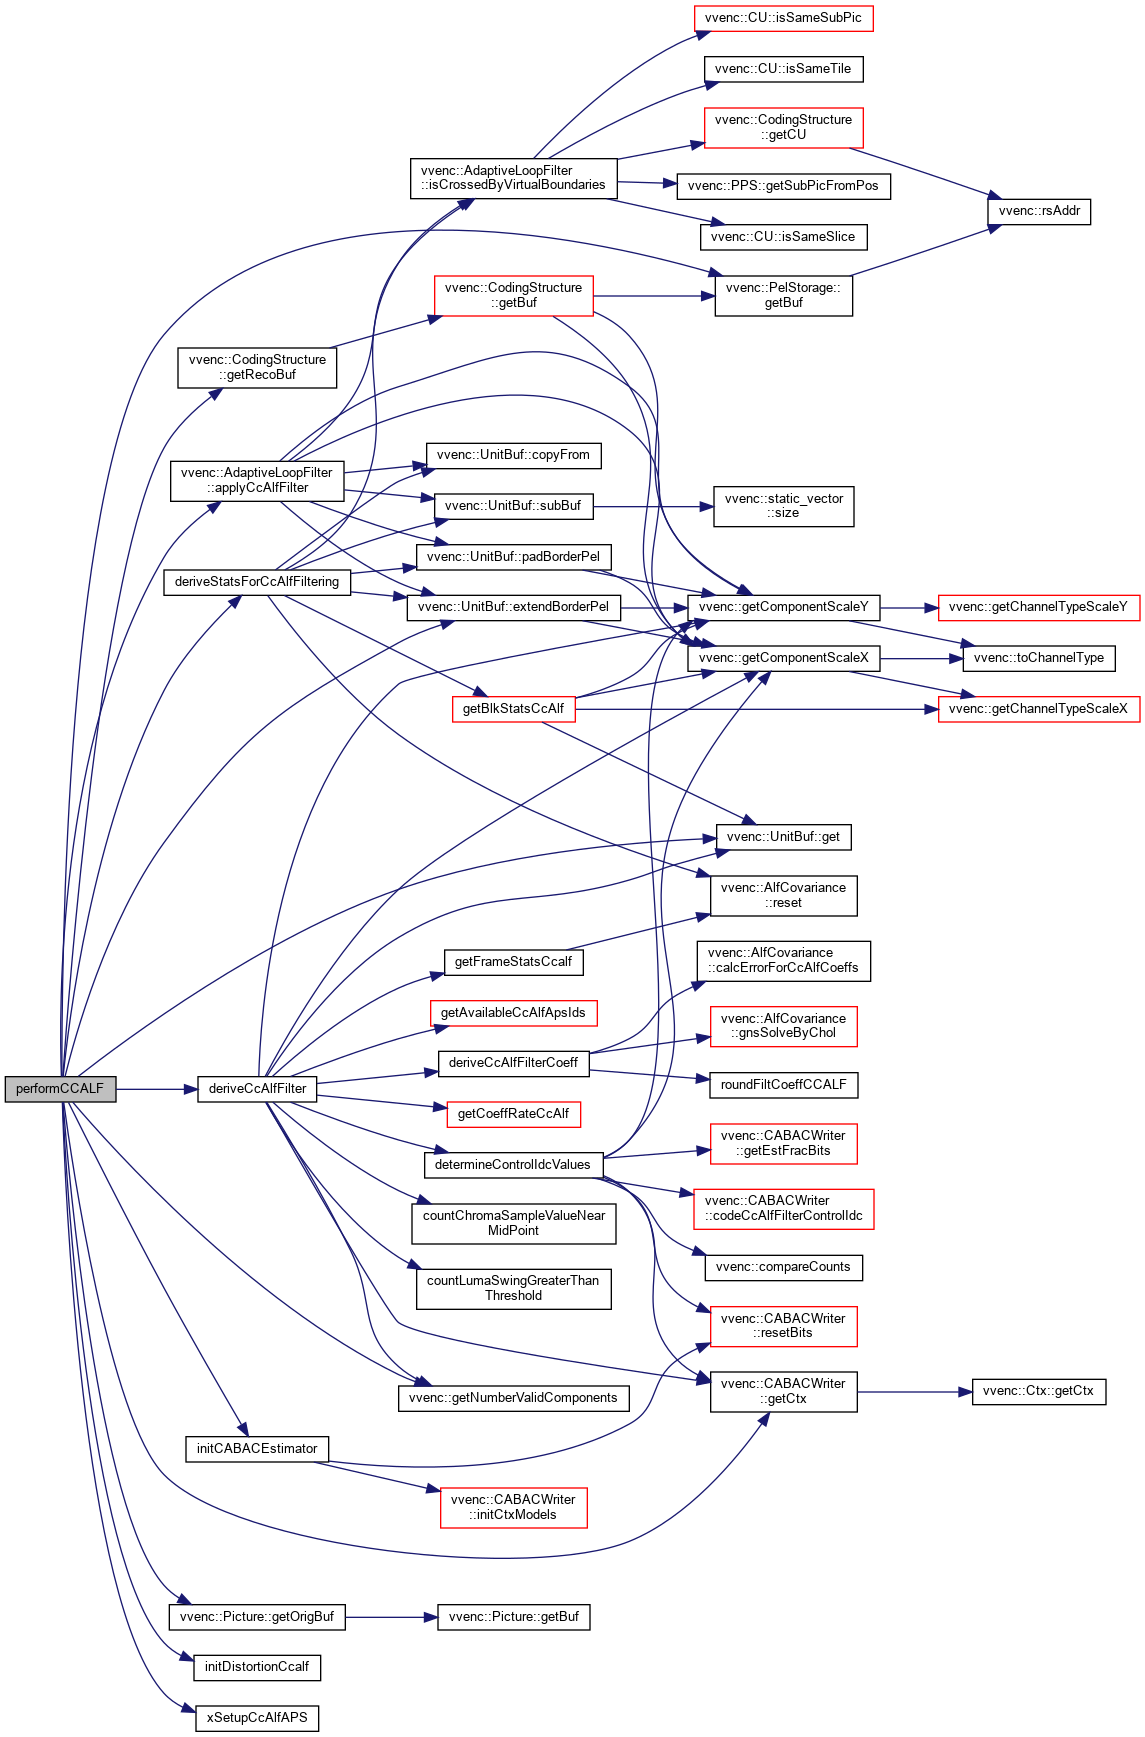 vvenc::CU::isSameSubPic
vvenc::CU::isSameTile
vvenc::CodingStructure
::getCU
vvenc::AdaptiveLoopFilter
::isCrossedByVirtualBoundaries
vvenc::PPS::getSubPicFromPos
vvenc::rsAddr
vvenc::CU::isSameSlice
vvenc::CodingStructure
::getBuf
vvenc::PelStorage::
getBuf
vvenc::CodingStructure
::getRecoBuf
vvenc::AdaptiveLoopFilter
::applyCcAlfFilter
vvenc::UnitBuf::copyFrom
vvenc::UnitBuf::subBuf
vvenc::static_vector
::size
vvenc::UnitBuf::padBorderPel
deriveStatsForCcAlfFiltering
vvenc::UnitBuf::extendBorderPel
vvenc::getComponentScaleY
vvenc::getChannelTypeScaleY
vvenc::getComponentScaleX
vvenc::toChannelType
getBlkStatsCcAlf
vvenc::getChannelTypeScaleX
vvenc::UnitBuf::get
vvenc::AlfCovariance
::reset
getFrameStatsCcalf
vvenc::AlfCovariance
::calcErrorForCcAlfCoeffs
getAvailableCcAlfApsIds
vvenc::AlfCovariance
::gnsSolveByChol
deriveCcAlfFilterCoeff
roundFiltCoeffCCALF
performCCALF
deriveCcAlfFilter
getCoeffRateCcAlf
vvenc::CABACWriter
::getEstFracBits
determineControlIdcValues
vvenc::CABACWriter
::codeCcAlfFilterControlIdc
countChromaSampleValueNear
MidPoint
vvenc::compareCounts
countLumaSwingGreaterThan
Threshold
vvenc::CABACWriter
::resetBits
vvenc::getNumberValidComponents
vvenc::CABACWriter
::getCtx
vvenc::Ctx::getCtx
initCABACEstimator
vvenc::CABACWriter
::initCtxModels
vvenc::Picture::getOrigBuf
vvenc::Picture::getBuf
initDistortionCcalf
xSetupCcAlfAPS